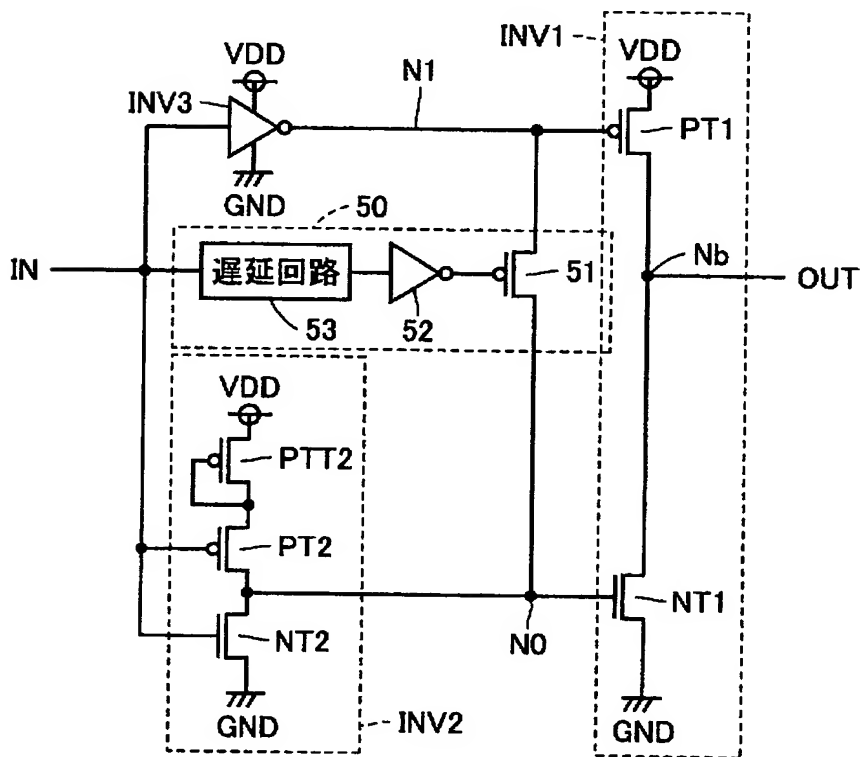 INV1
VDD
VDD
N1
INV3
PT1
GND
50
IN
遅延回路
51
Nb
OUT
53
52
VDD
PTT2
PT2
NT1
N0
NT2
GND
INV2
GND